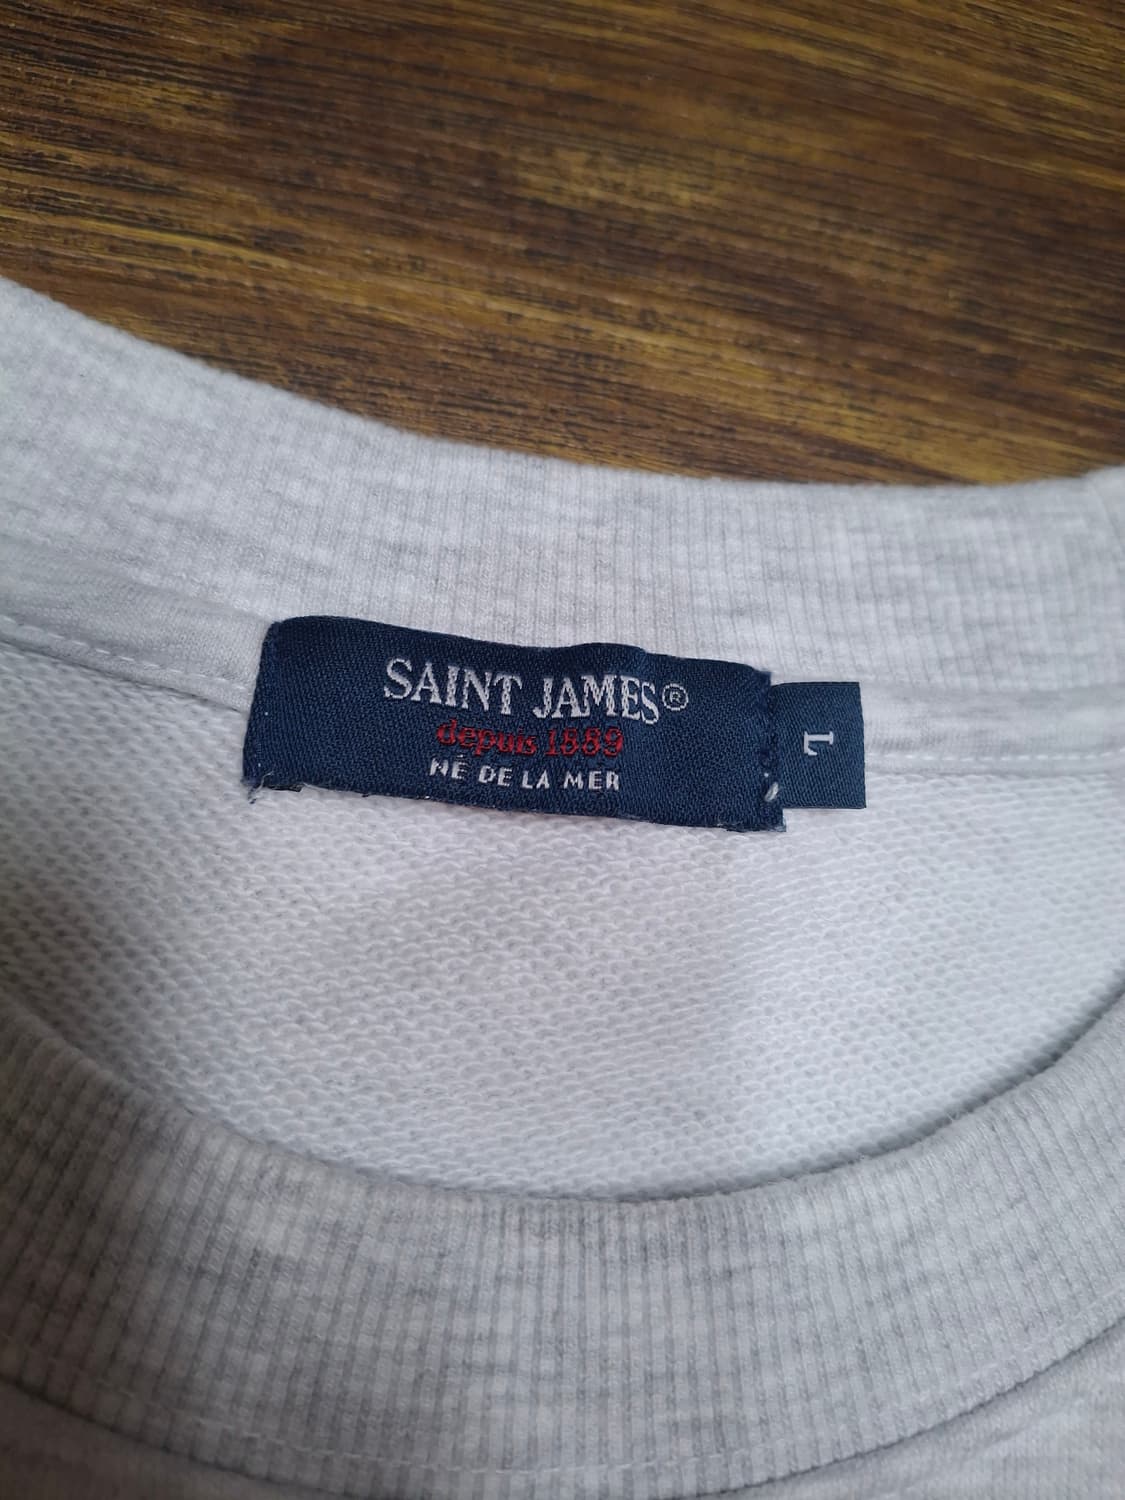 SAINT JAMES®
depuis 1889
NÉ DE LA MER
L